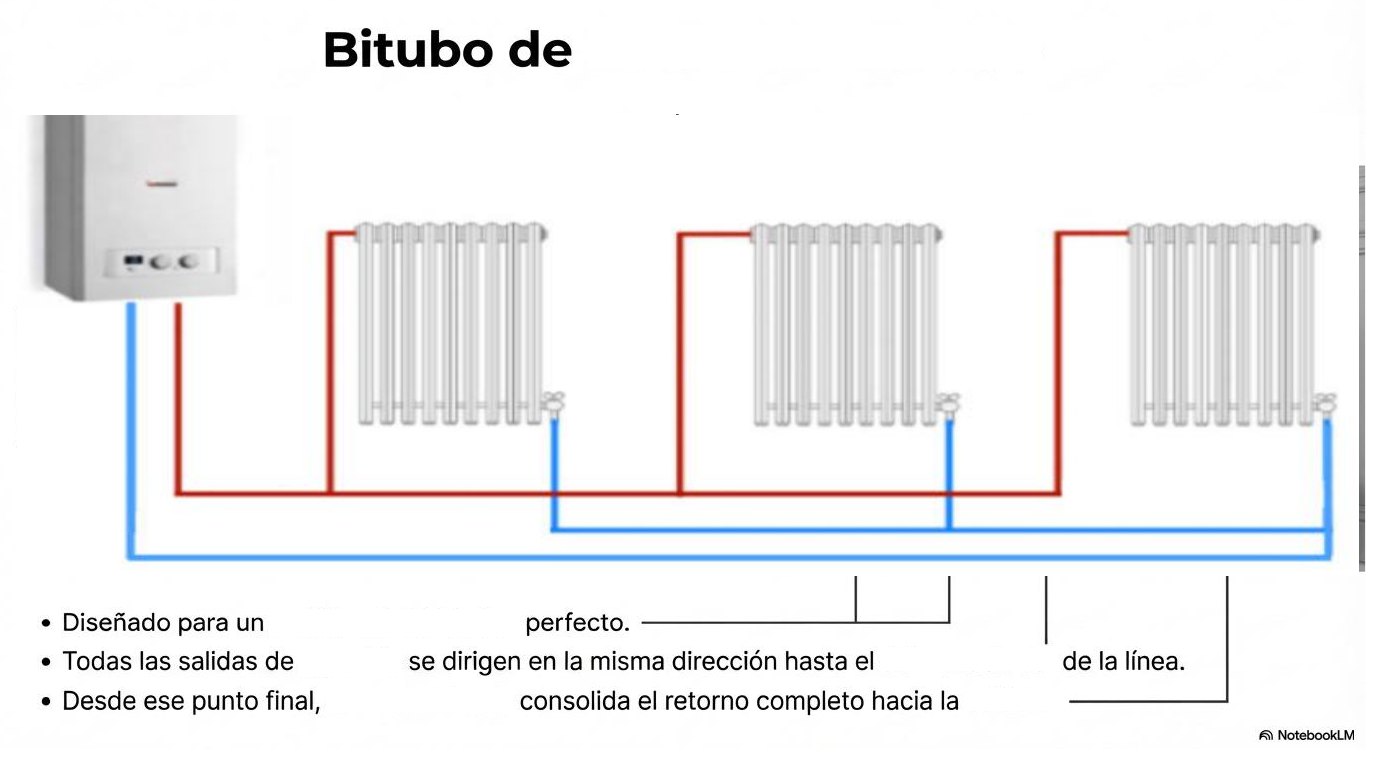 Bitubo de
• Diseñado para un perfecto.
• Todas las salidas de se dirigen en la misma dirección hasta el de la línea.
• Desde ese punto final, consolida el retorno completo hacia la
NotebookLM